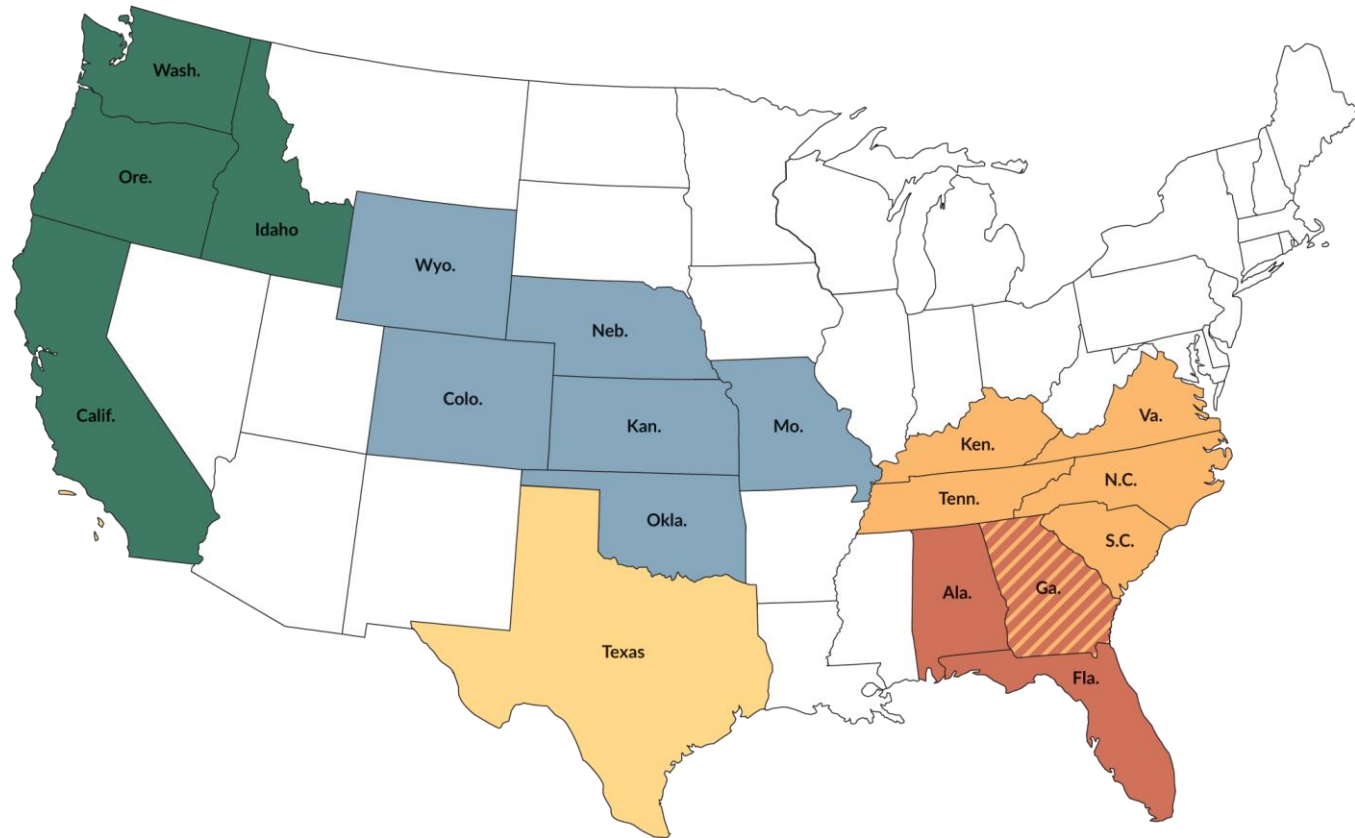 Wash.
Ore.
Idaho
Wyo.
Neb.
Calif.
Colo.
Kan.
Mo.
Va.
Ken.
N.C.
Tenn.
Okla.
S.C.
Ala.
Ga.
Texas
Fla.